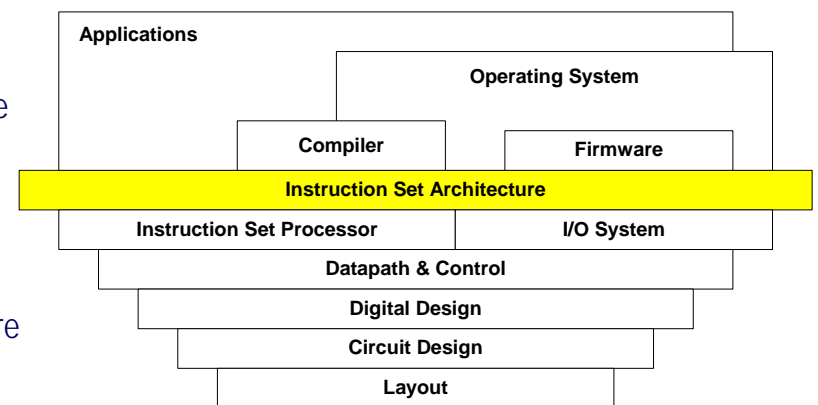 Applications
Operating System
Compiler
Firmware
Instruction Set Architecture
Instruction Set Processor
I/O System
Datapath & Control
Digital Design
Circuit Design
Layout